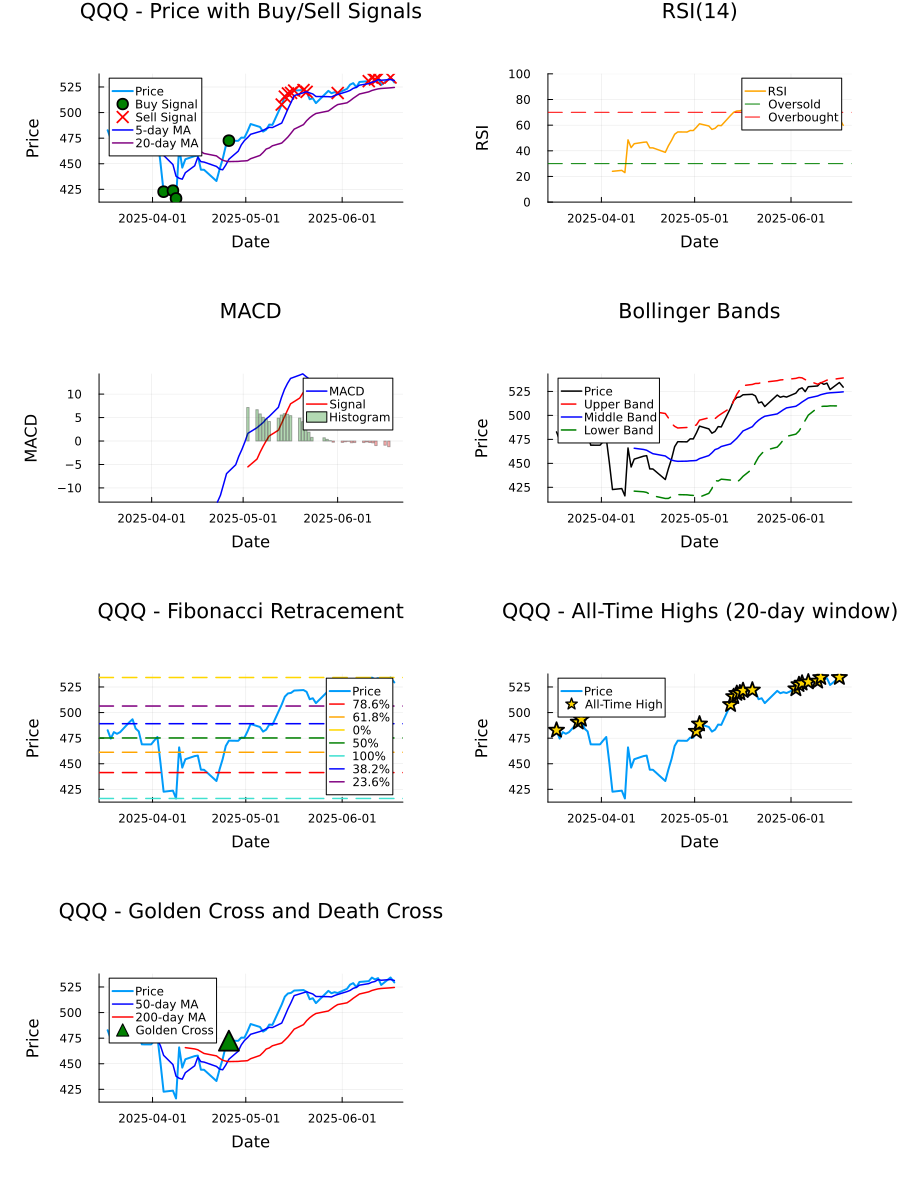 QQQ - Price with Buy/Sell Signals
Price
525
500
475
450
425
Price
Buy Signal
Sell Signal
5-day MA
20-day MA
2025-04-01
2025-05-01
2025-06-01
Date
RSI(14)
RSI
100
80
60
40
20
0
RSI
Oversold
Overbought
2025-04-01
2025-05-01
2025-06-01
Date
MACD
MACD
10
5
0
−5
−10
MACD
Signal
Histogram
2025-04-01
2025-05-01
2025-06-01
Date
Bollinger Bands
Price
525
500
475
450
425
Price
Upper Band
Middle Band
Lower Band
2025-04-01
2025-05-01
2025-06-01
Date
QQQ - Fibonacci Retracement
Price
525
500
475
450
425
Price
78.6%
61.8%
0%
50%
100%
38.2%
23.6%
2025-04-01
2025-05-01
2025-06-01
Date
QQQ - All-Time Highs (20-day window)
Price
525
500
475
450
425
Price
All-Time High
2025-04-01
2025-05-01
2025-06-01
Date
QQQ - Golden Cross and Death Cross
Price
525
500
475
450
425
Price
50-day MA
200-day MA
Golden Cross
2025-04-01
2025-05-01
2025-06-01
Date